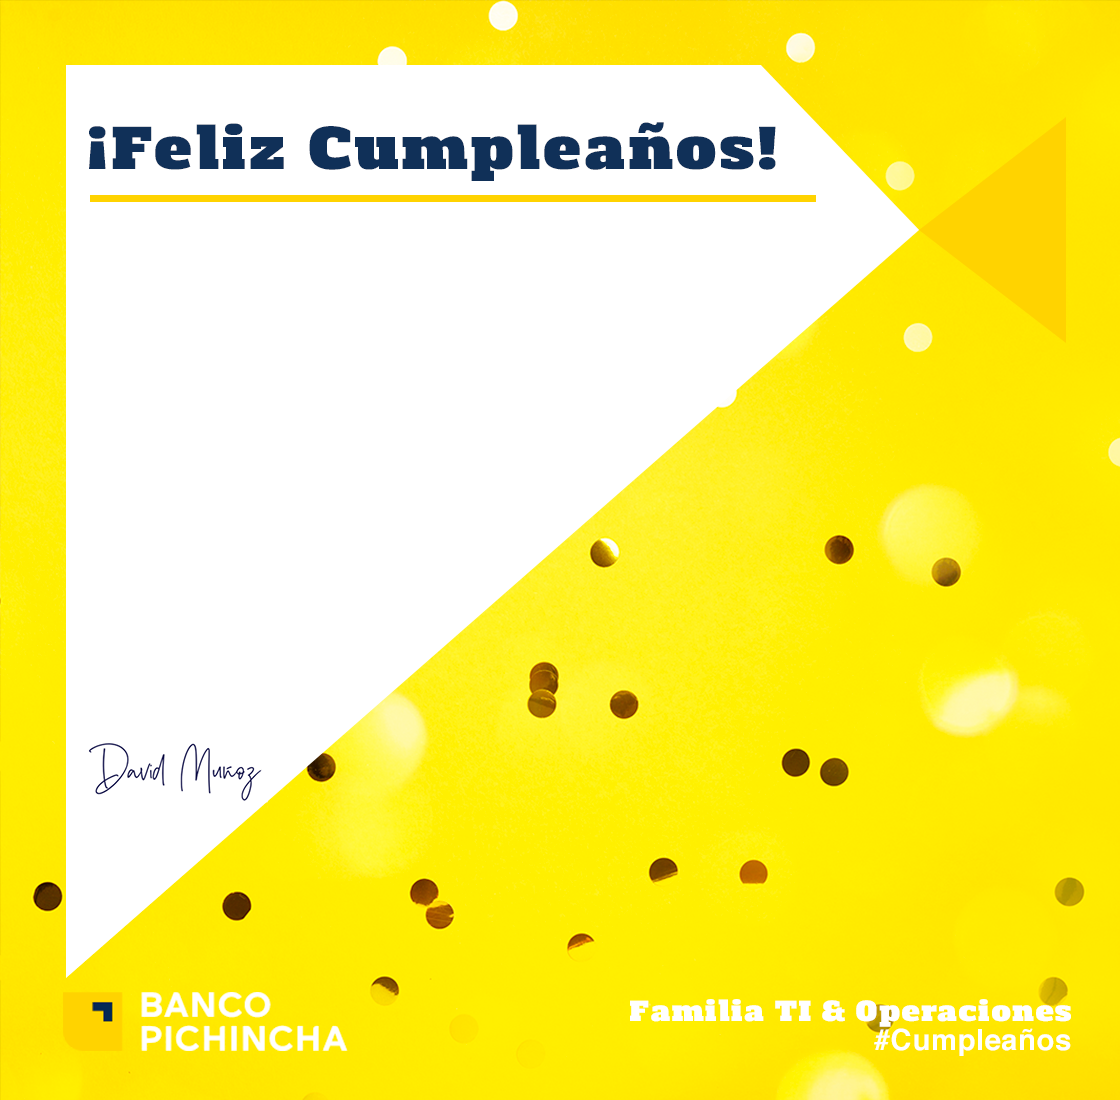 ¡Feliz Cumpleaños!
David Muñoz
BANCO
PICHINCHA
Familia TI & Operaciones
#Cumpleaños